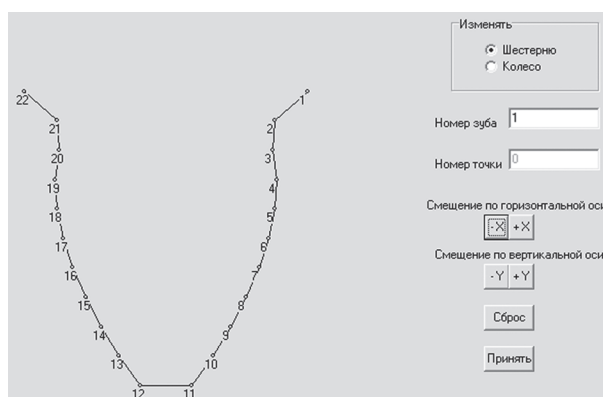 Изменять
Шестерню
Колесо
Номер зуба 1
Номер точки 0
Смещение по горизонтальной оси
-X +X
Смещение по вертикальной оси
-Y +Y
Сброс
Принять
22 1
21 2
20 3
19 4
18 5
17 6
16 7
15 8
14 9
13 10
12 11